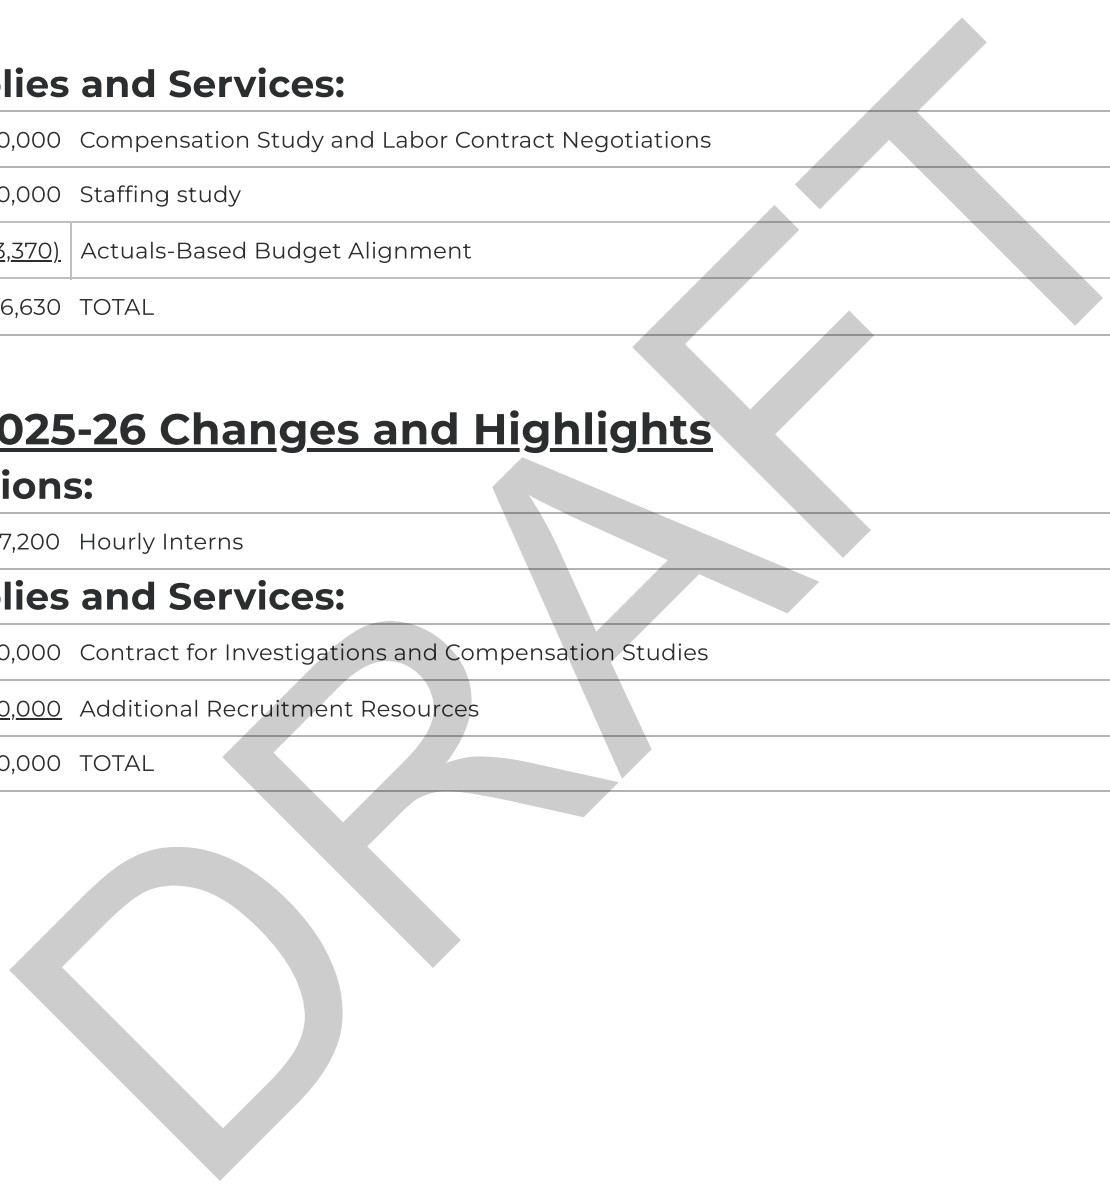 lies and Services:
0,000 Compensation Study and Labor Contract Negotiations
0,000 Staffing study
3,370) Actuals-Based Budget Alignment
6,630 TOTAL
025-26 Changes and Highlights
ions:
7,200 Hourly Interns
lies and Services:
0,000 Contract for Investigations and Compensation Studies
0,000 Additional Recruitment Resources
0,000 TOTAL
DRAFT